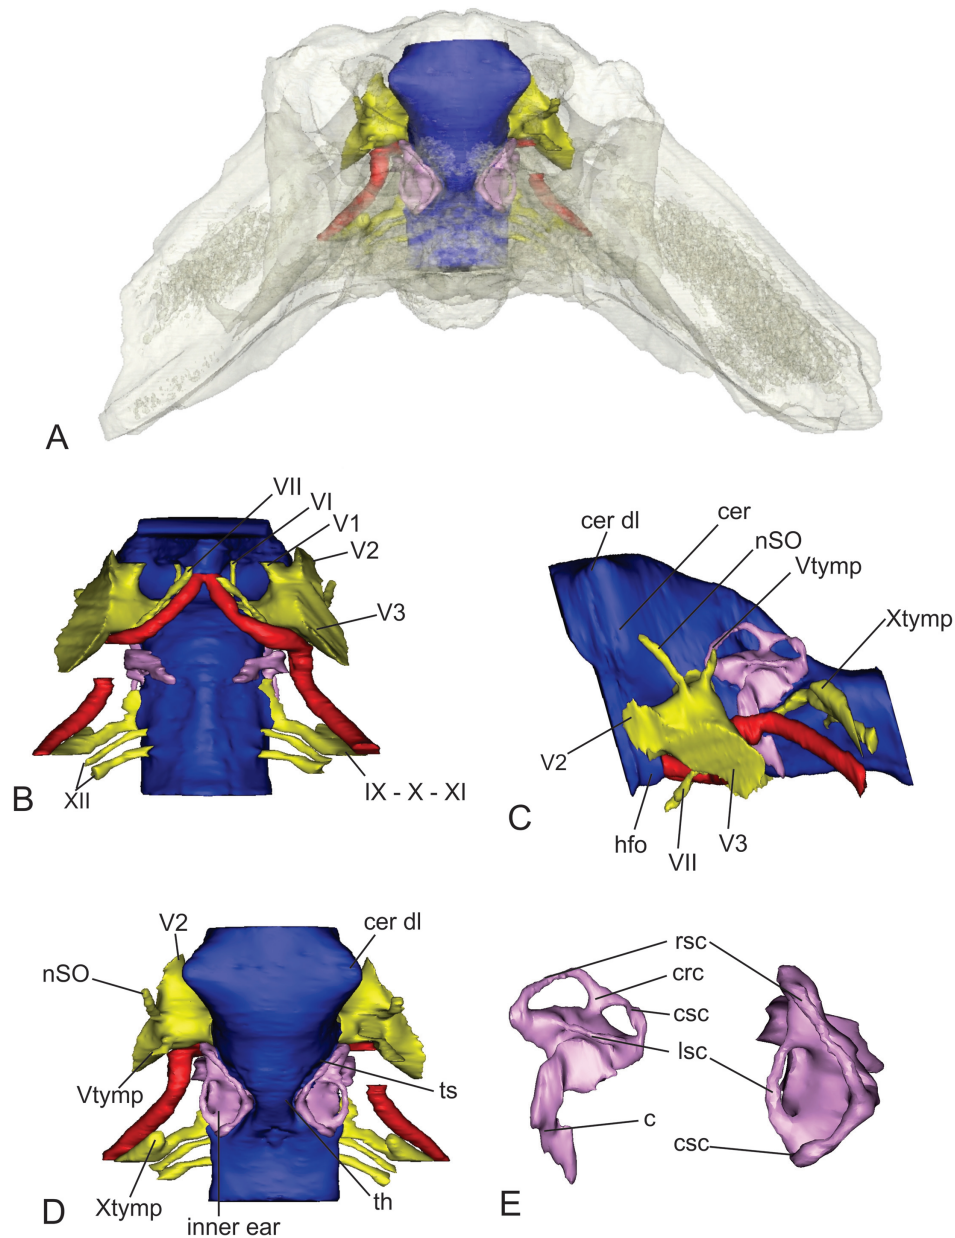 A
VII
VI
V1
V2
V3
B
XII
IX - X - XI
cer dl
cer
nSO
Vtymp
Xtymp
V2
C
hfo
VII
V3
V2
cer dl
nSO
Vtymp
ts
D
Xtymp
inner ear
th
rsc
crc
csc
lsc
c
csc
E